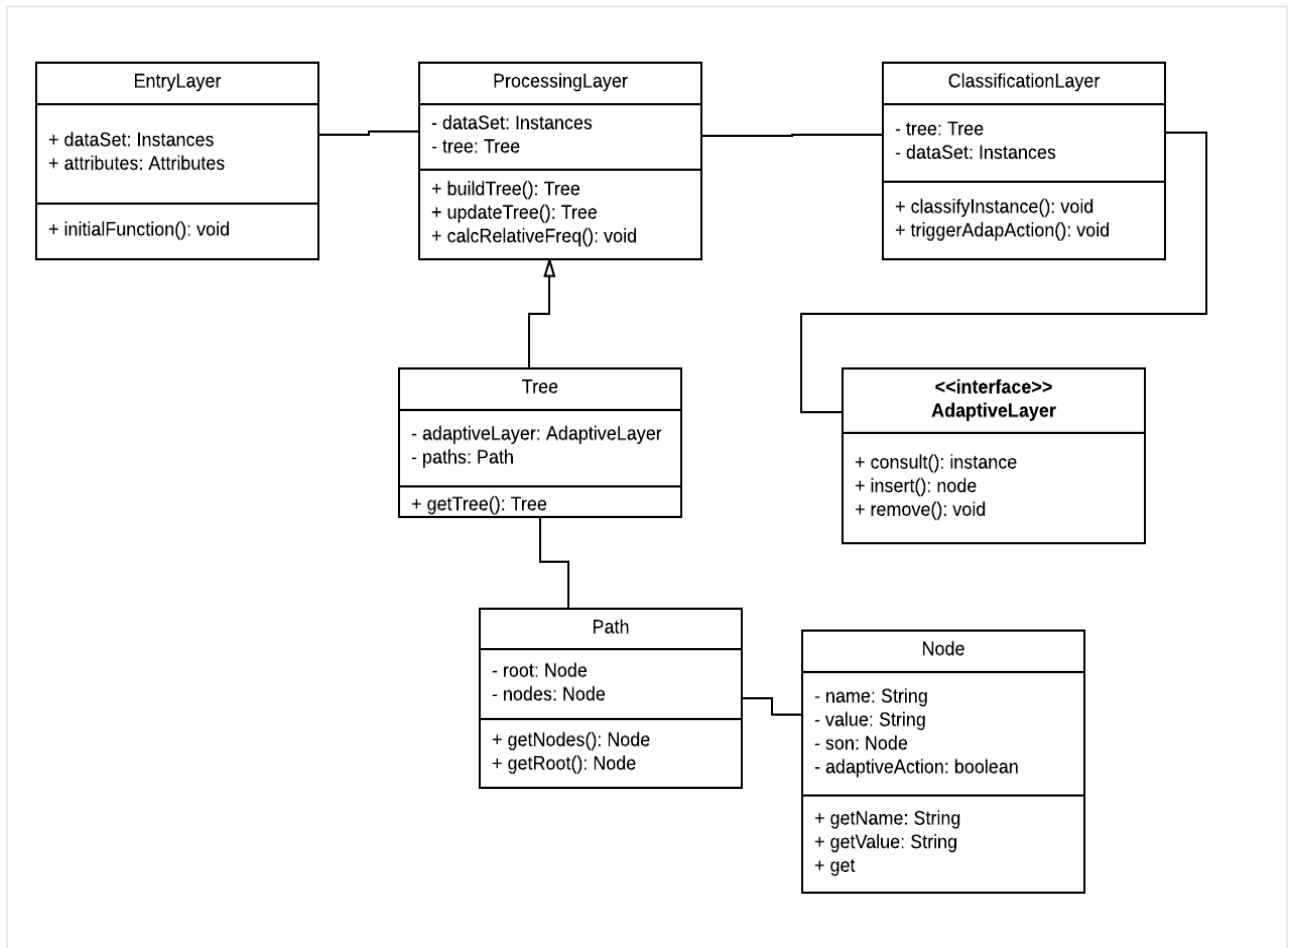 EntryLayer
+ dataSet: Instances
+ attributes: Attributes
+ initialFunction(): void
ProcessingLayer
- dataSet: Instances
- tree: Tree
+ buildTree(): Tree
+ updateTree(): Tree
+ calcRelativeFreq(): void
ClassificationLayer
- tree: Tree
- dataSet: Instances
+ classifyInstance(): void
+ triggerAdapAction(): void
Tree
- adaptiveLayer: AdaptiveLayer
- paths: Path
+ getTree(): Tree
<<interface>>
AdaptiveLayer
+ consult(): instance
+ insert(): node
+ remove(): void
Path
- root: Node
- nodes: Node
+ getNodes(): Node
+ getRoot(): Node
Node
- name: String
- value: String
- son: Node
- adaptiveAction: boolean
+ getName: String
+ getValue: String
+ get